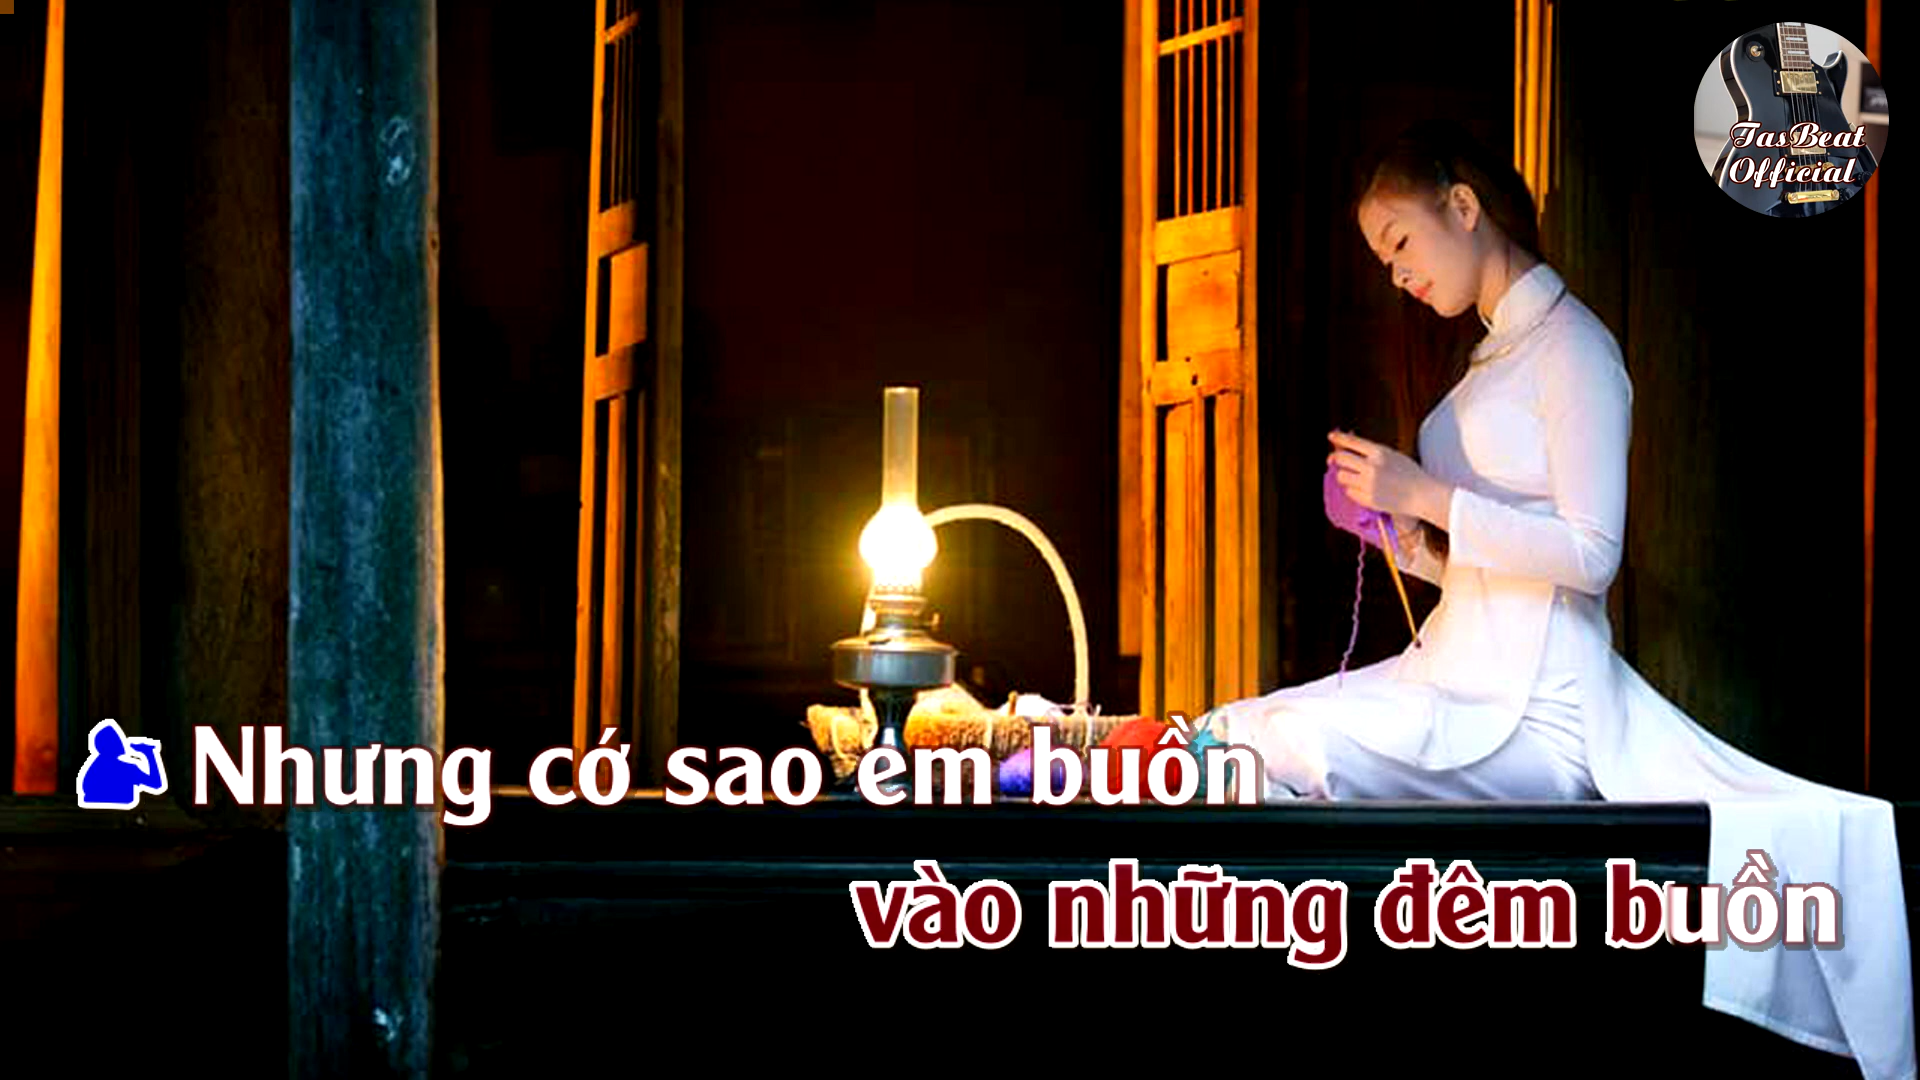 TasBeat
Official
Nhưng cớ sao em buồn
vào những đêm buồn